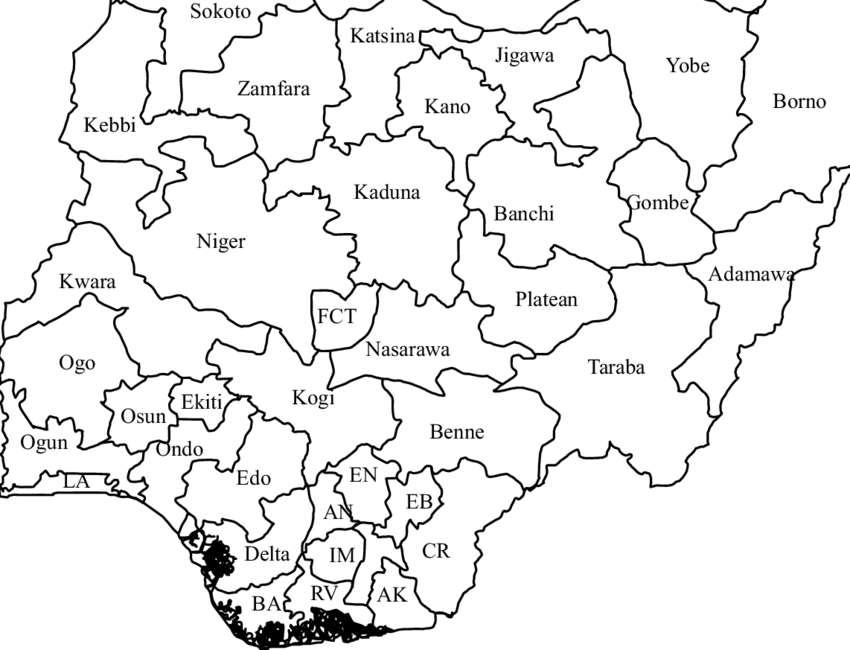 Sokoto
Katsina
Jigawa
Yobe
Zamfara
Kano
Borno
Kebbi
Kaduna
Gombe
Banchi
Niger
Adamawa
Kwara
Platean
FCT
Nasarawa
Ogo
Taraba
Kogi
Ekiti
Osun
Benne
Ogun
Ondo
EN
Edo
LA
EB
AN
Delta
IM
CR
RV
AK
BA